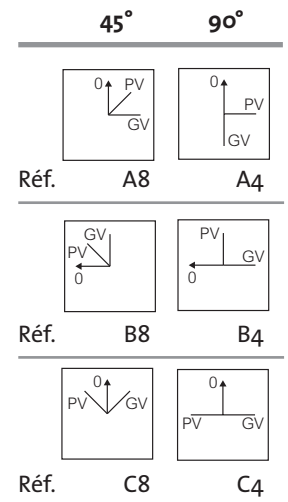 45° 90°
0 PV 0
GV PV
GV
Réf. A8 A4
GV PV
PV GV
0 0
Réf. B8 B4
0 0
PV GV PV GV
Réf. C8 C4